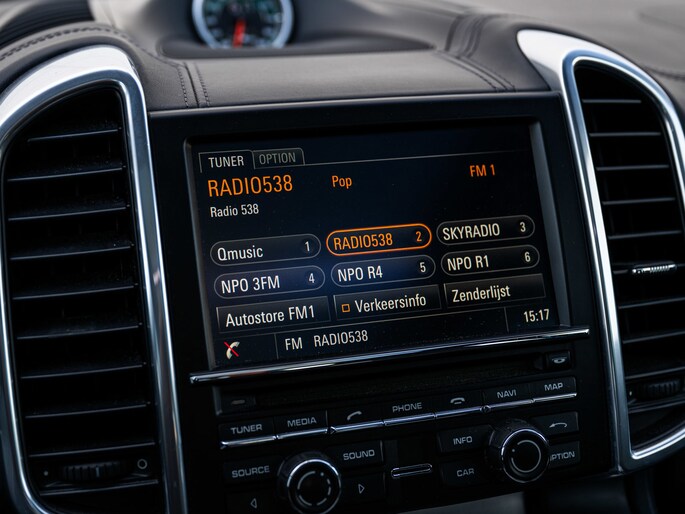 TUNER OPTION
RADIO538 Pop FM 1
Radio 538
Qmusic 1 RADIO538 2 SKYRADIO 3
NPO 3FM 4 NPO R4 5 NPO R1 6
Autostore FM1 Verkeersinfo Zenderlijst
FM RADIO538 15:17
TUNER MEDIA PHONE NAVI MAP
SOURCE SOUND INFO CAR OPTION